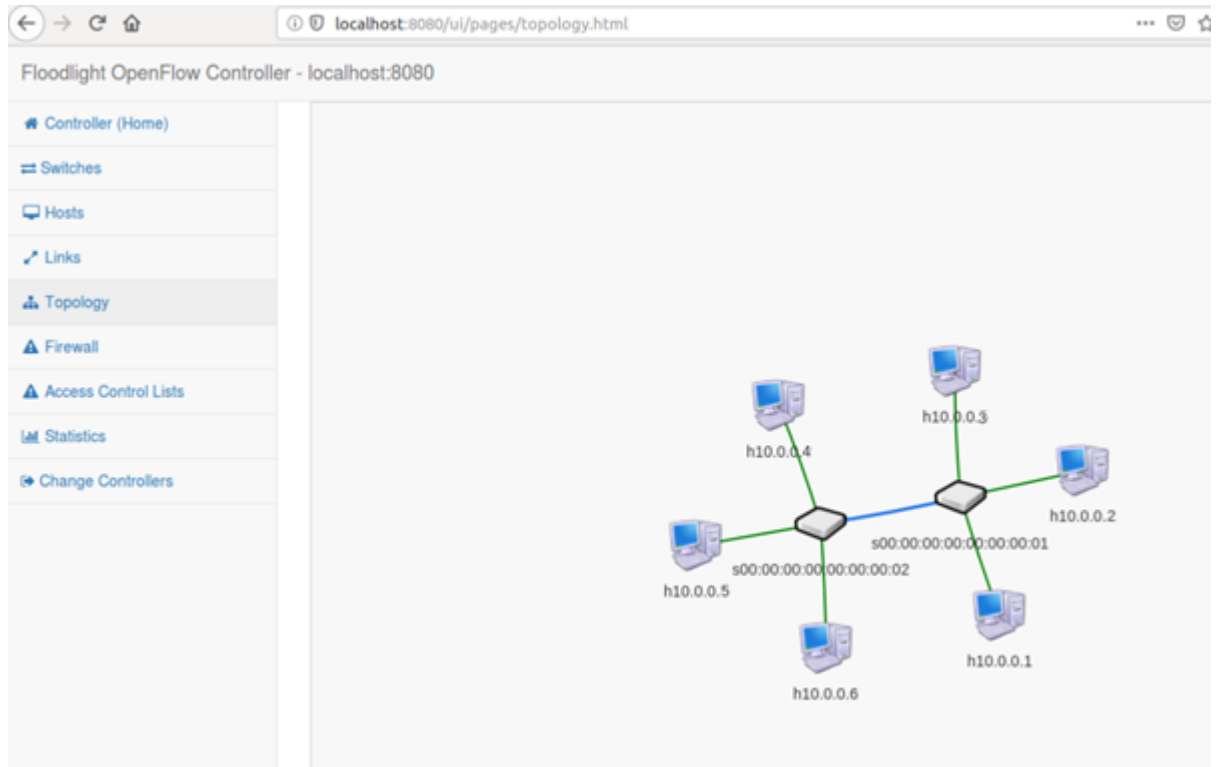 localhost:8080/ui/pages/topology.html
Floodlight OpenFlow Controller - localhost:8080
Controller (Home)
Switches
Hosts
Links
Topology
Firewall
Access Control Lists
Statistics
Change Controllers
h10.0.0.3
h10.0.0.4
h10.0.0.2
s00:00:00:00:00:00:00:01
s00:00:00:00:00:00:00:02
h10.0.0.5
h10.0.0.1
h10.0.0.6